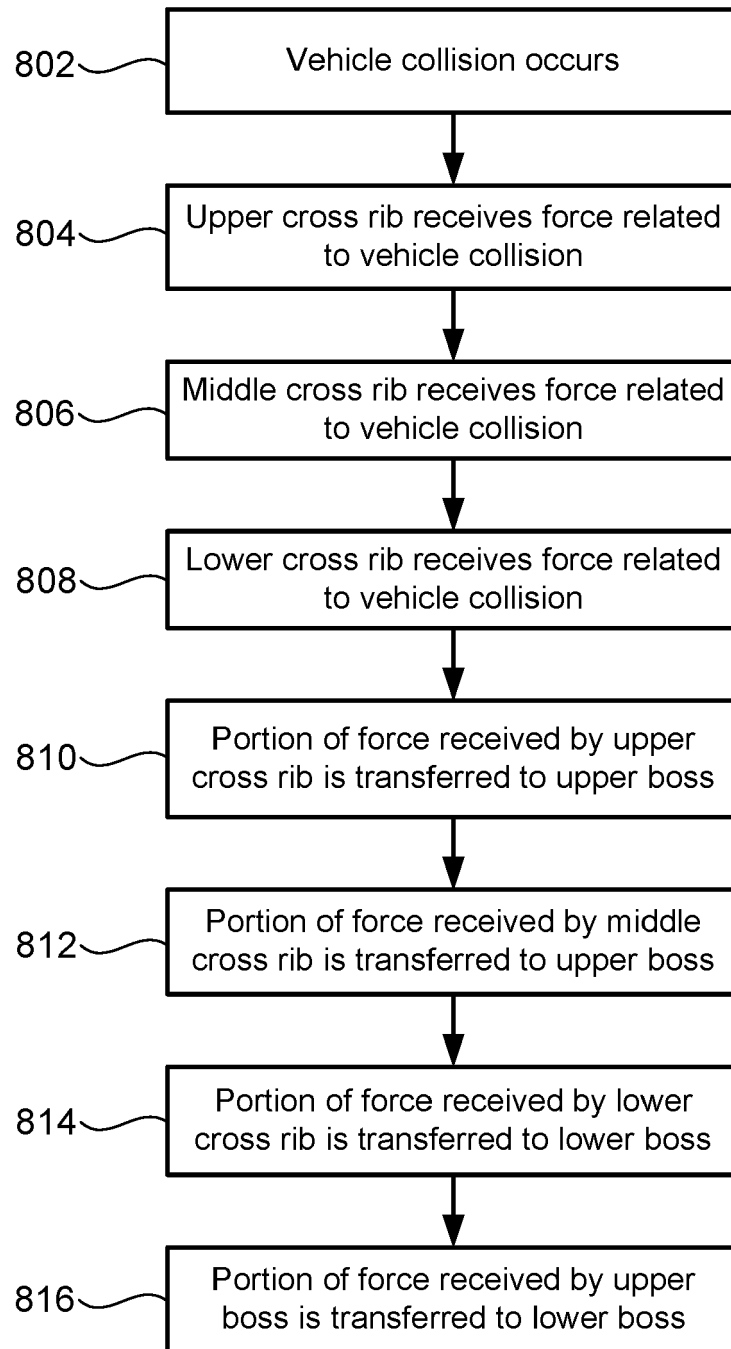 802
Vehicle collision occurs
804
Upper cross rib receives force related
to vehicle collision
806
Middle cross rib receives force related
to vehicle collision
808
Lower cross rib receives force related
to vehicle collision
810
Portion of force received by upper
cross rib is transferred to upper boss
812
Portion of force received by middle
cross rib is transferred to upper boss
814
Portion of force received by lower
cross rib is transferred to lower boss
816
Portion of force received by upper
boss is transferred to lower boss